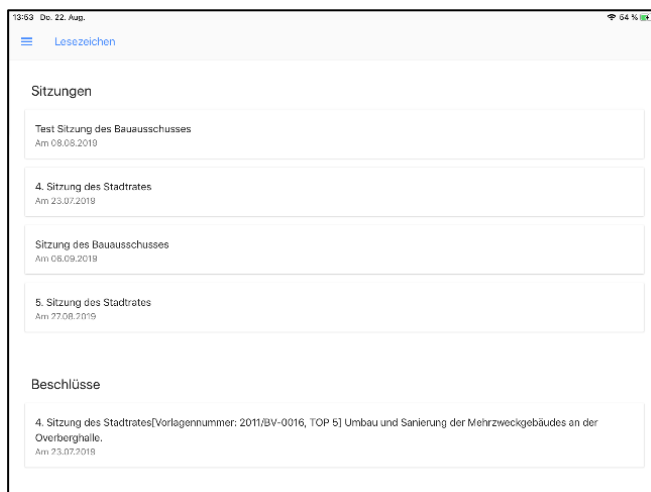 13:53 Do. 22. Aug.
64 %
Lesezeichen
Sitzungen
Test Sitzung des Bauausschusses
Am 08.08.2019
4. Sitzung des Stadtrates
Am 23.07.2019
Sitzung des Bauausschusses
Am 06.09.2019
5. Sitzung des Stadtrates
Am 27.08.2019
Beschlüsse
4. Sitzung des Stadtrates[Vorlagennummer: 2011/BV-0016, TOP 5] Umbau und Sanierung der Mehrzweckgebäudes an der
Overberghalle.
Am 23.07.2019